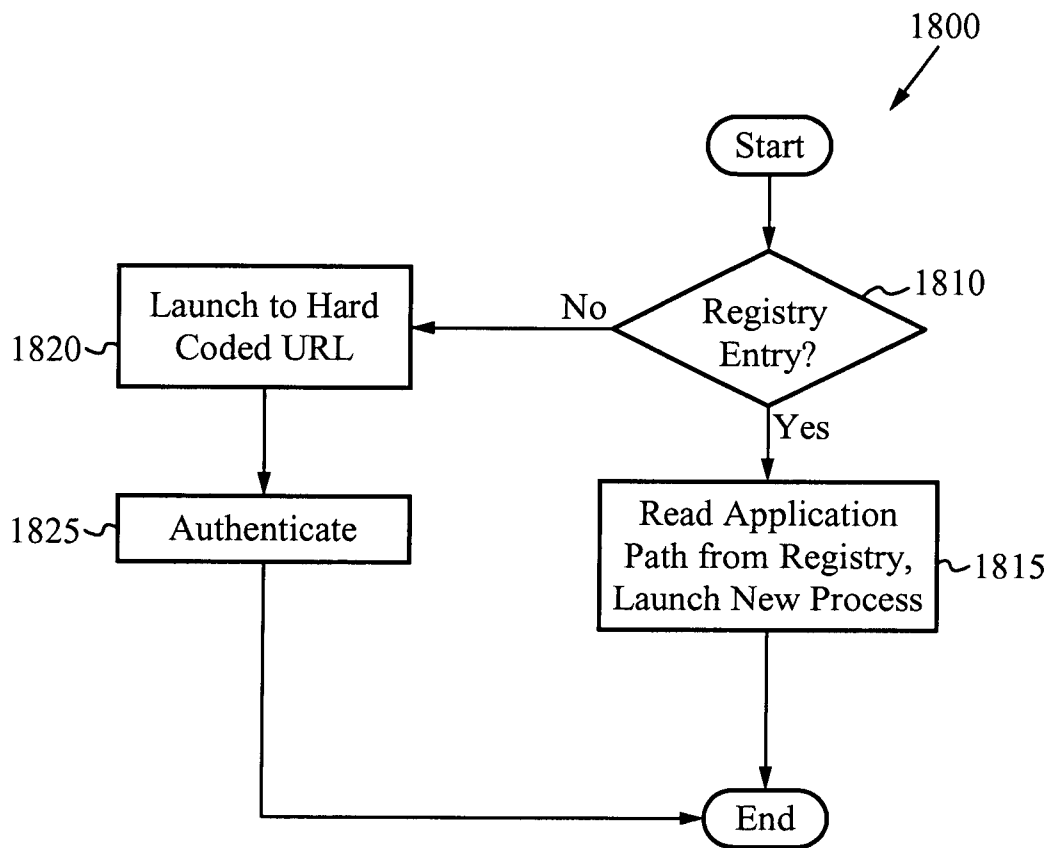 1800
Start
Registry
Entry?
1810
No
Yes
Launch to Hard
Coded URL
1820
Authenticate
1825
Read Application
Path from Registry,
Launch New Process
1815
End